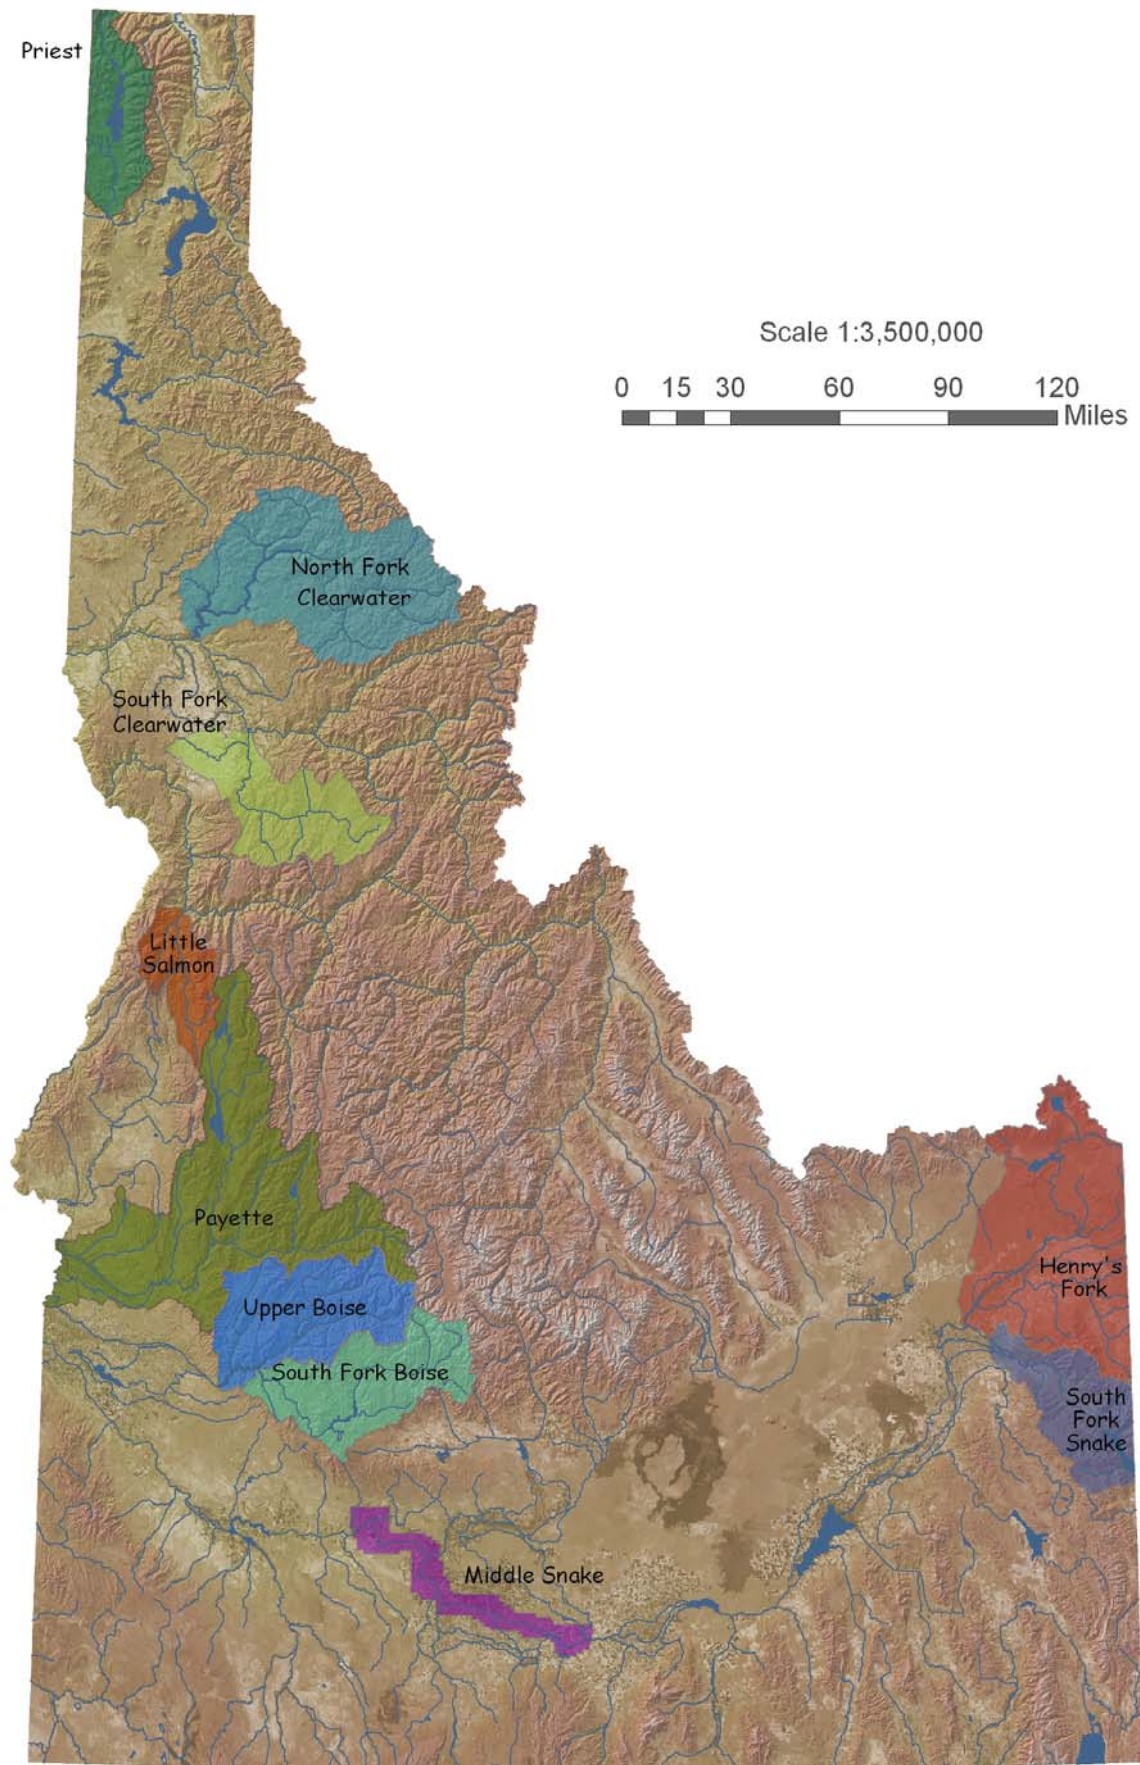 Priest
Scale 1:3,500,000
0 15 30 60 90 120
Miles
North Fork
Clearwater
South Fork
Clearwater
Little
Salmon
Payette
Henry's
Fork
Upper Boise
South Fork Boise
South
Fork
Snake
Middle Snake